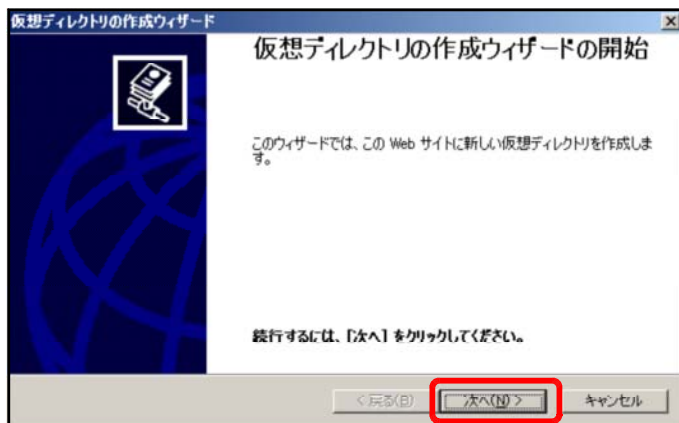 仮想ディレクトリの作成ウィザード
仮想ディレクトリの作成ウィザードの開始
このウィザードでは、この Web サイトに新しい仮想ディレクトリを作成しま
す。
続行するには、[次へ] をクリックしてください。
< 戻る(B)
次へ(N) >
キャンセル